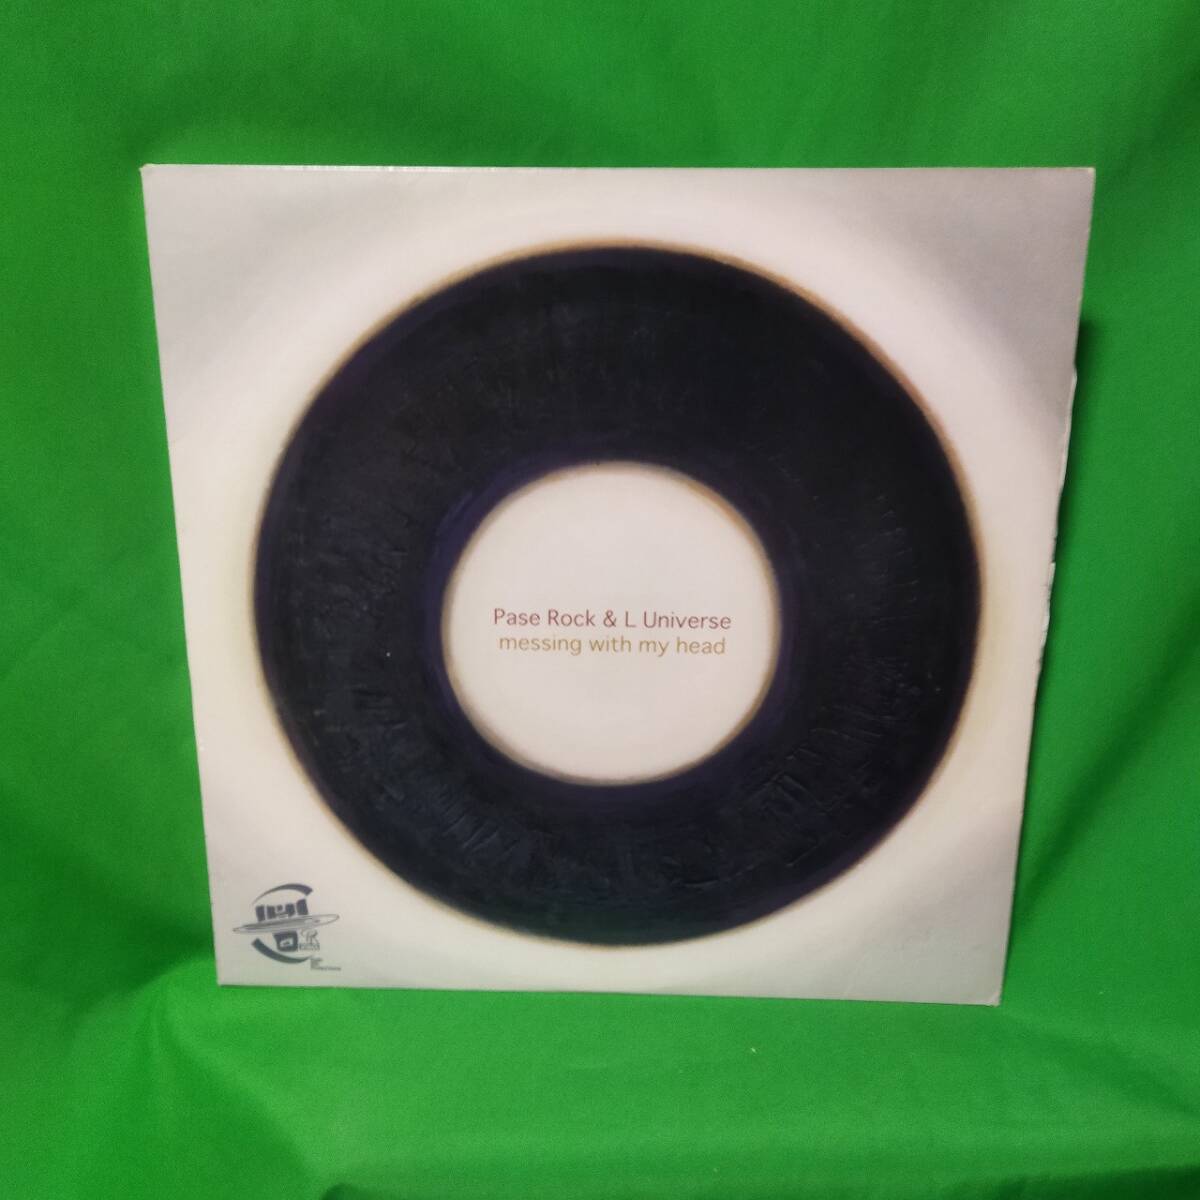 Pase Rock & L Universe
messing with my head